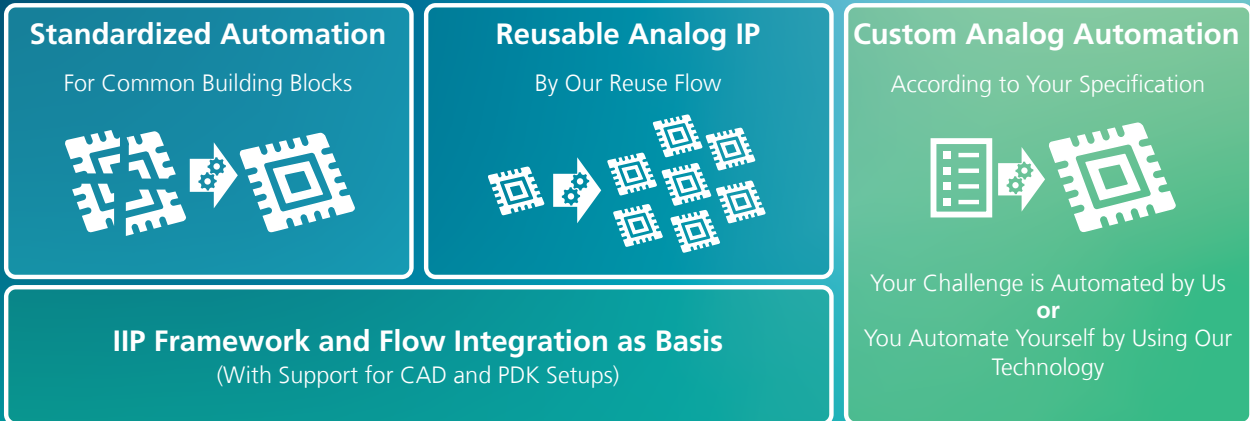 Standardized Automation
For Common Building Blocks
Reusable Analog IP
By Our Reuse Flow
Custom Analog Automation
According to Your Specification
Your Challenge is Automated by Us
or
You Automate Yourself by Using Our
Technology
IIP Framework and Flow Integration as Basis
(With Support for CAD and PDK Setups)